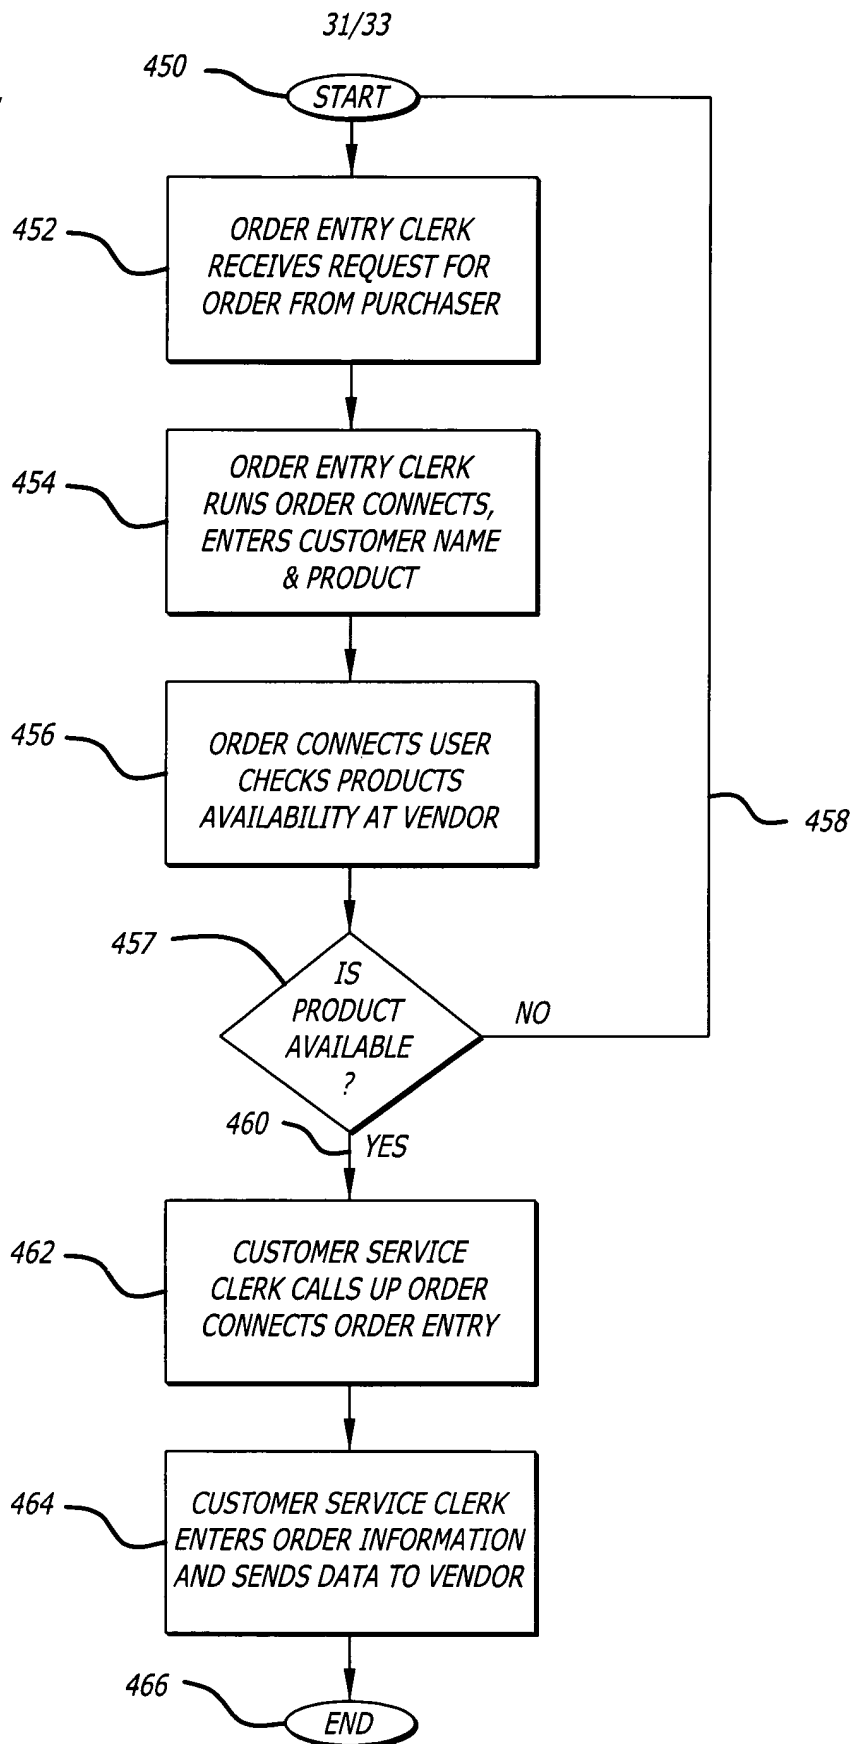 31/33
450
START
452
ORDER ENTRY CLERK
RECEIVES REQUEST FOR
ORDER FROM PURCHASER
454
ORDER ENTRY CLERK
RUNS ORDER CONNECTS,
ENTERS CUSTOMER NAME
& PRODUCT
456
ORDER CONNECTS USER
CHECKS PRODUCTS
AVAILABILITY AT VENDOR
458
457
IS
PRODUCT
AVAILABLE
?
NO
460
YES
462
CUSTOMER SERVICE
CLERK CALLS UP ORDER
CONNECTS ORDER ENTRY
464
CUSTOMER SERVICE CLERK
ENTERS ORDER INFORMATION
AND SENDS DATA TO VENDOR
466
END